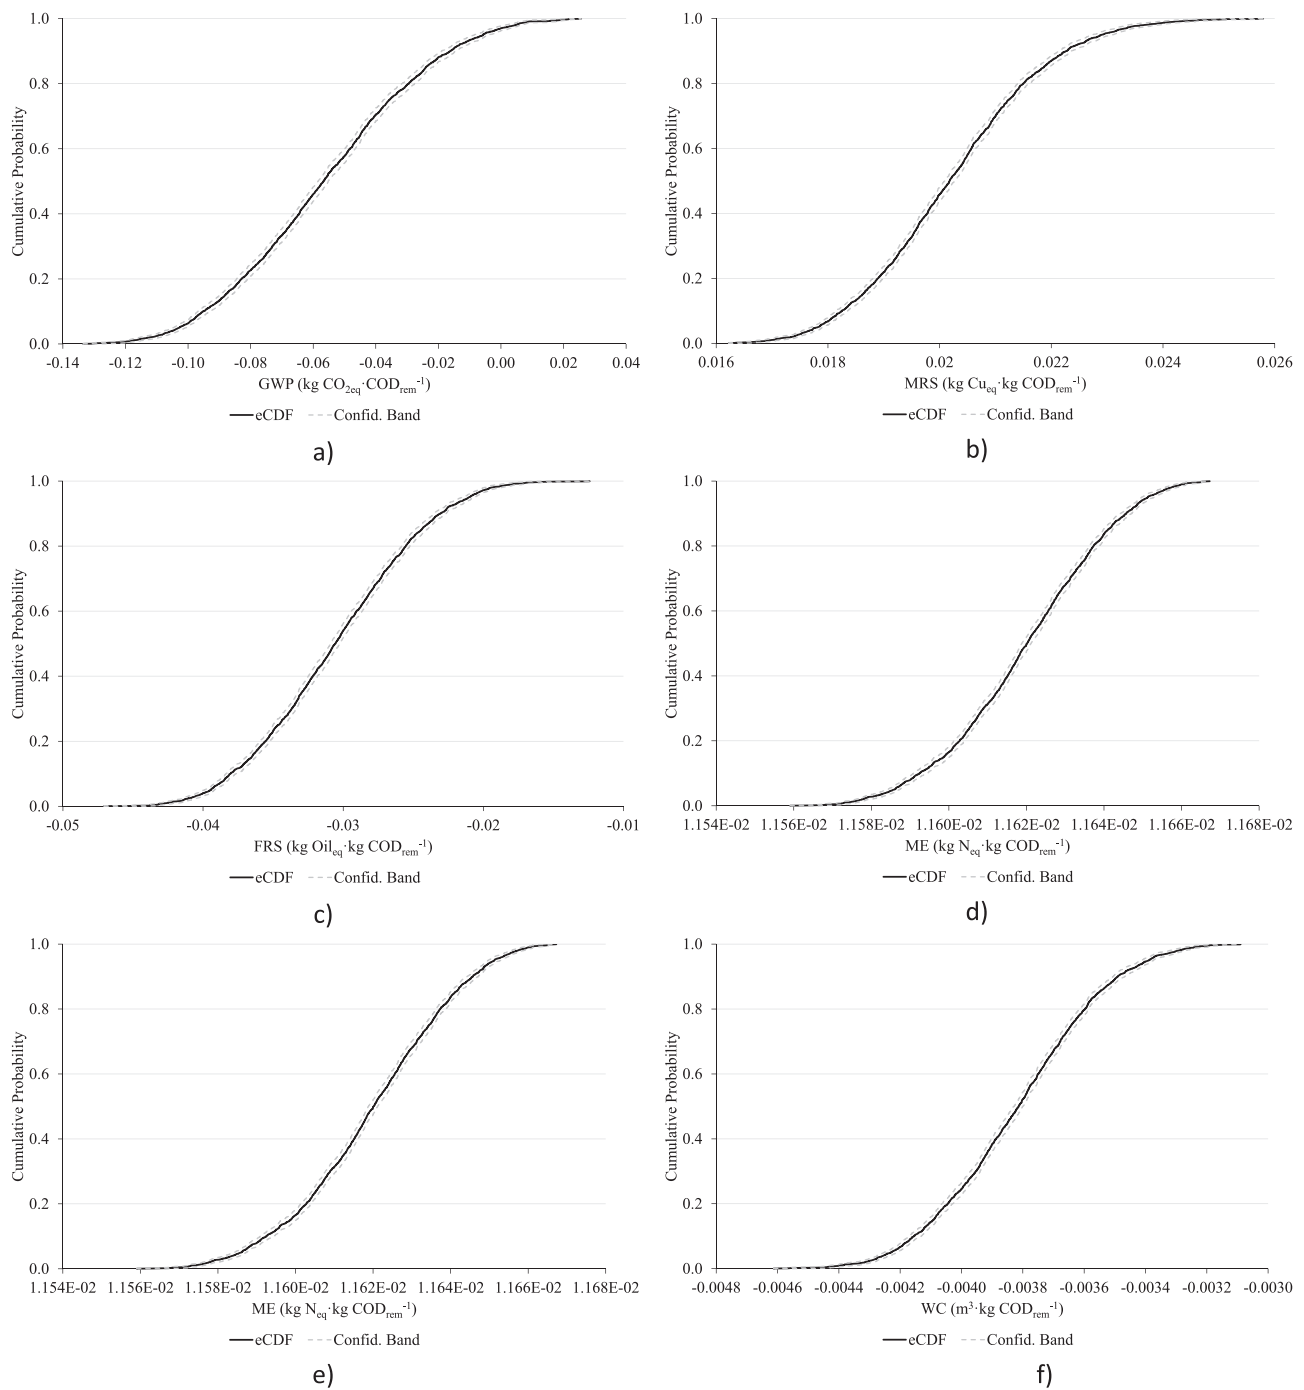 1.0
0.8
0.6
0.4
0.2
0.0
Cumulative Probability
-0.14 -0.12 -0.10 -0.08 -0.06 -0.04 -0.02 0.00 0.02 0.04
GWP (kg CO2eq·CODrem-1)
eCDF Confid. Band
a)
1.0
0.8
0.6
0.4
0.2
0.0
Cumulative Probability
0.016 0.018 0.02 0.022 0.024 0.026
MRS (kg Cueq·kg CODrem-1)
eCDF Confid. Band
b)
1.0
0.8
0.6
0.4
0.2
0.0
Cumulative Probability
-0.05 -0.04 -0.03 -0.02 -0.01
FRS (kg Oileq·kg CODrem-1)
eCDF Confid. Band
c)
1.0
0.8
0.6
0.4
0.2
0.0
Cumulative Probability
1.154E-02 1.156E-02 1.158E-02 1.160E-02 1.162E-02 1.164E-02 1.166E-02 1.168E-02
ME (kg Neq·kg CODrem-1)
eCDF Confid. Band
d)
1.0
0.8
0.6
0.4
0.2
0.0
Cumulative Probability
1.154E-02 1.156E-02 1.158E-02 1.160E-02 1.162E-02 1.164E-02 1.166E-02 1.168E-02
ME (kg Neq·kg CODrem-1)
eCDF Confid. Band
e)
1.0
0.8
0.6
0.4
0.2
0.0
Cumulative Probability
-0.0048 -0.0046 -0.0044 -0.0042 -0.0040 -0.0038 -0.0036 -0.0034 -0.0032 -0.0030
WC (m3·kg CODrem-1)
eCDF Confid. Band
f)